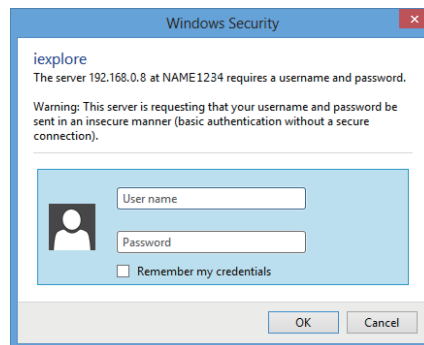 Windows Security
iexplore
The server 192.168.0.8 at NAME1234 requires a username and password.
Warning: This server is requesting that your username and password be
sent in an insecure manner (basic authentication without a secure
connection).
User name
Password
Remember my credentials
OK
Cancel